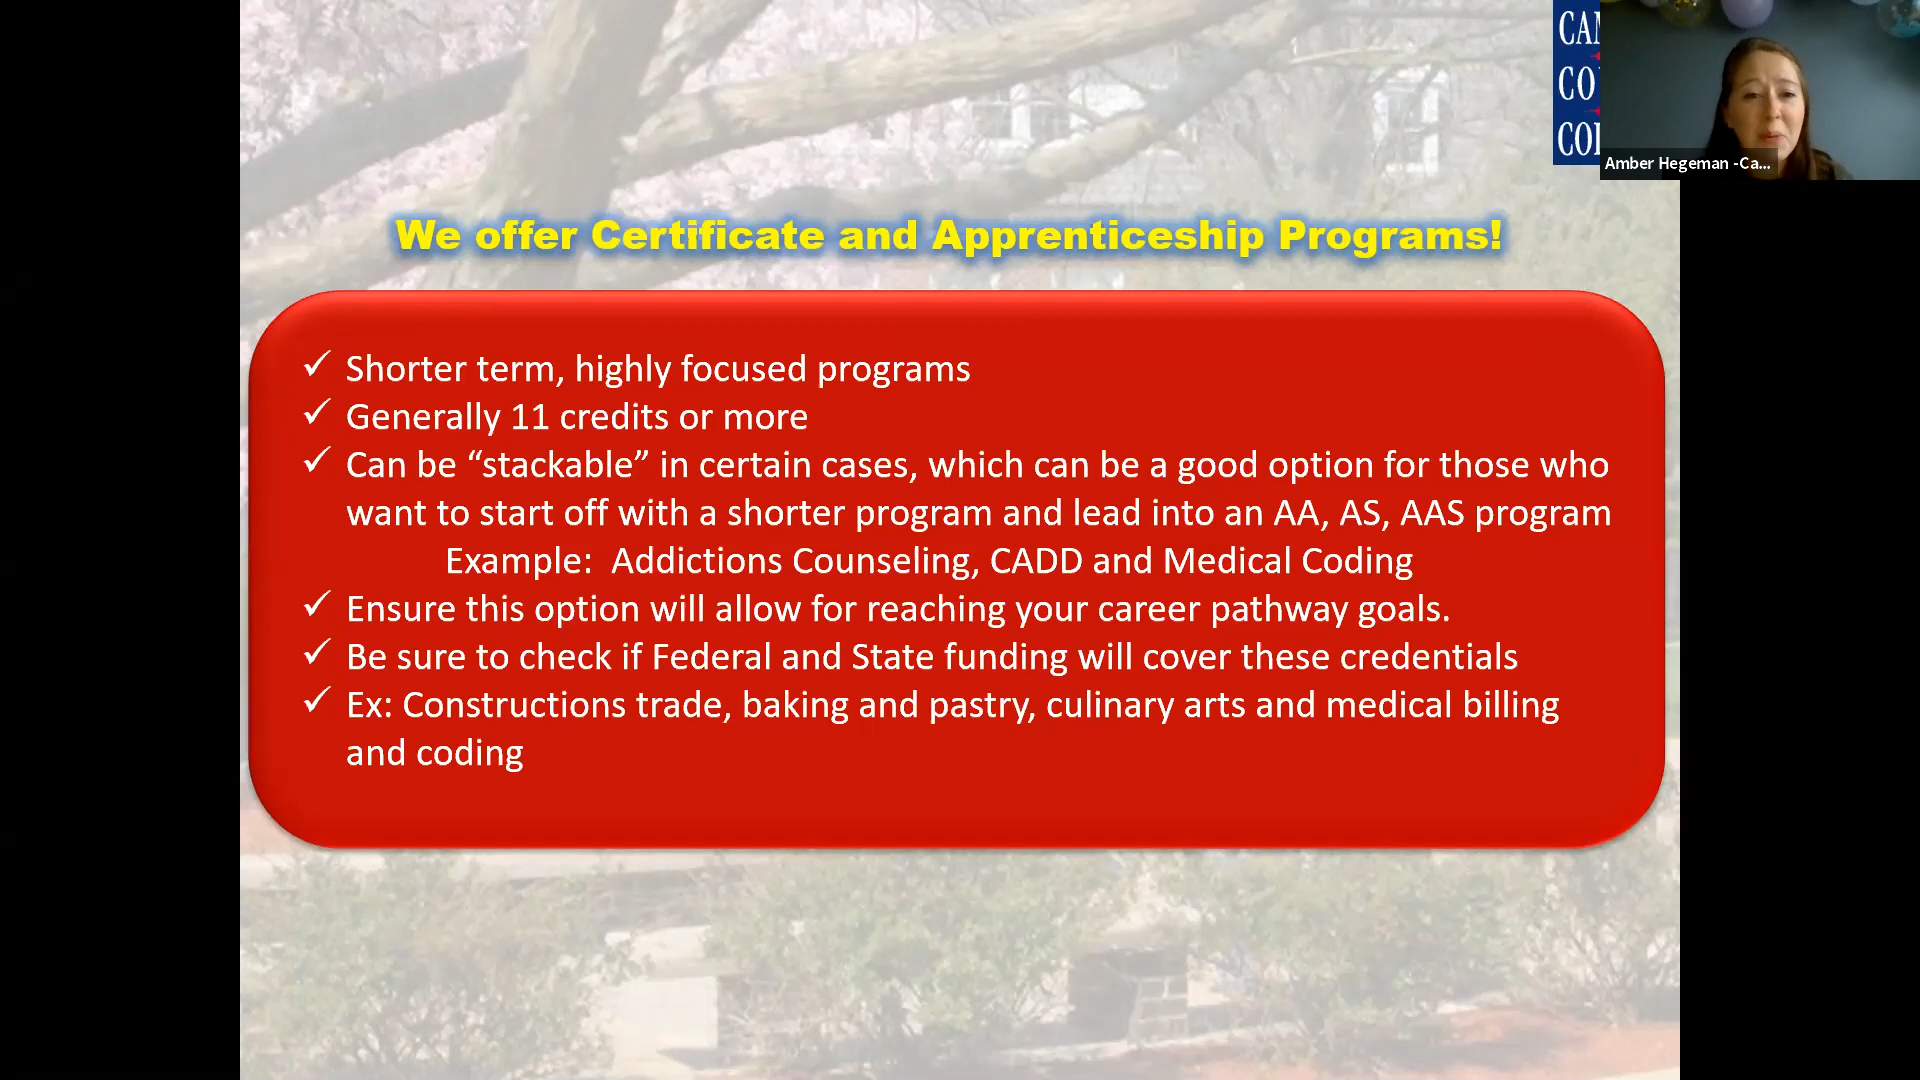 CA
CO
CO
Amber Hegeman -Ca...
We offer Certificate and Apprenticeship Programs!
✓ Shorter term, highly focused programs
✓ Generally 11 credits or more
✓ Can be “stackable” in certain cases, which can be a good option for those who
want to start off with a shorter program and lead into an AA, AS, AAS program
Example: Addictions Counseling, CADD and Medical Coding
✓ Ensure this option will allow for reaching your career pathway goals.
✓ Be sure to check if Federal and State funding will cover these credentials
✓ Ex: Constructions trade, baking and pastry, culinary arts and medical billing
and coding